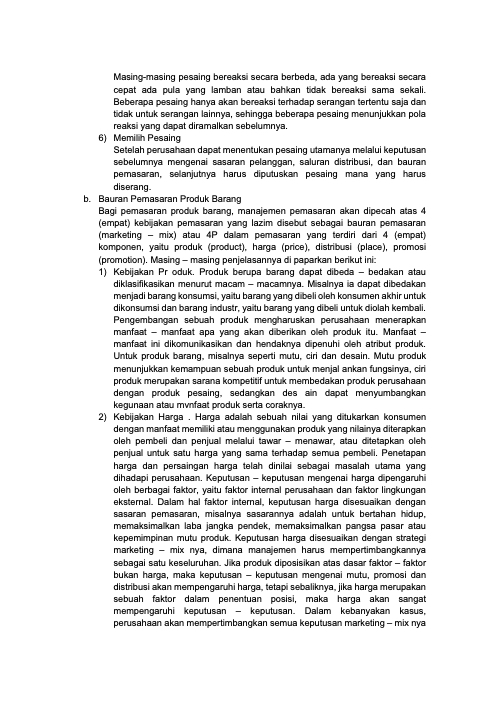 Masing-masing pesaing bereaksi secara berbeda, ada yang bereaksi secara
cepat ada pula yang lamban atau bahkan tidak bereaksi sama sekali.
Beberapa pesaing hanya akan bereaksi terhadap serangan tertentu saja dan
tidak untuk serangan lainnya, sehingga beberapa pesaing menunjukkan pola
reaksi yang dapat diramalkan sebelumnya.
6) Memilih Pesaing
Setelah perusahaan dapat menentukan pesaing utamanya melalui keputusan
sebelumnya mengenai sasaran pelanggan, saluran distribusi, dan bauran
pemasaran, selanjutnya harus diputuskan pesaing mana yang harus
diserang.
b. Bauran Pemasaran Produk Barang
Bagi pemasaran produk barang, manajemen pemasaran akan dipecah atas 4
(empat) kebijakan pemasaran yang lazim disebut sebagai bauran pemasaran
(marketing – mix) atau 4P dalam pemasaran yang terdiri dari 4 (empat)
komponen, yaitu produk (product), harga (price), distribusi (place), promosi
(promotion). Masing – masing penjelasannya di paparkan berikut ini:
1) Kebijakan Pr oduk. Produk berupa barang dapat dibeda – bedakan atau
diklasifikasikan menurut macam – macamnya. Misalnya ia dapat dibedakan
menjadi barang konsumsi, yaitu barang yang dibeli oleh konsumen akhir untuk
dikonsumsi dan barang industr, yaitu barang yang dibeli untuk diolah kembali.
Pengembangan sebuah produk mengharuskan perusahaan menerapkan
manfaat – manfaat apa yang akan diberikan oleh produk itu. Manfaat –
manfaat ini dikomunikasikan dan hendaknya dipenuhi oleh atribut produk.
Untuk produk barang, misalnya seperti mutu, ciri dan desain. Mutu produk
menunjukkan kemampuan sebuah produk untuk menjal ankan fungsinya, ciri
produk merupakan sarana kompetitif untuk membedakan produk perusahaan
dengan produk pesaing, sedangkan des ain dapat menyumbangkan
kegunaan atau mvnfaat produk serta coraknya.
2) Kebijakan Harga . Harga adalah sebuah nilai yang ditukarkan konsumen
dengan manfaat memiliki atau menggunakan produk yang nilainya diterapkan
oleh pembeli dan penjual melalui tawar – menawar, atau ditetapkan oleh
penjual untuk satu harga yang sama terhadap semua pembeli. Penetapan
harga dan persaingan harga telah dinilai sebagai masalah utama yang
dihadapi perusahaan. Keputusan – keputusan mengenai harga dipengaruhi
oleh berbagai faktor, yaitu faktor internal perusahaan dan faktor lingkungan
eksternal. Dalam hal faktor internal, keputusan harga disesuaikan dengan
sasaran pemasaran, misalnya sasarannya adalah untuk bertahan hidup,
memaksimalkan laba jangka pendek, memaksimalkan pangsa pasar atau
kepemimpinan mutu produk. Keputusan harga disesuaikan dengan strategi
marketing – mix nya, dimana manajemen harus mempertimbangkannya
sebagai satu keseluruhan. Jika produk diposisikan atas dasar faktor – faktor
bukan harga, maka keputusan – keputusan mengenai mutu, promosi dan
distribusi akan mempengaruhi harga, tetapi sebaliknya, jika harga merupakan
sebuah faktor dalam penentuan posisi, maka harga akan sangat
mempengaruhi keputusan – keputusan. Dalam kebanyakan kasus,
perusahaan akan mempertimbangkan semua keputusan marketing – mix nya